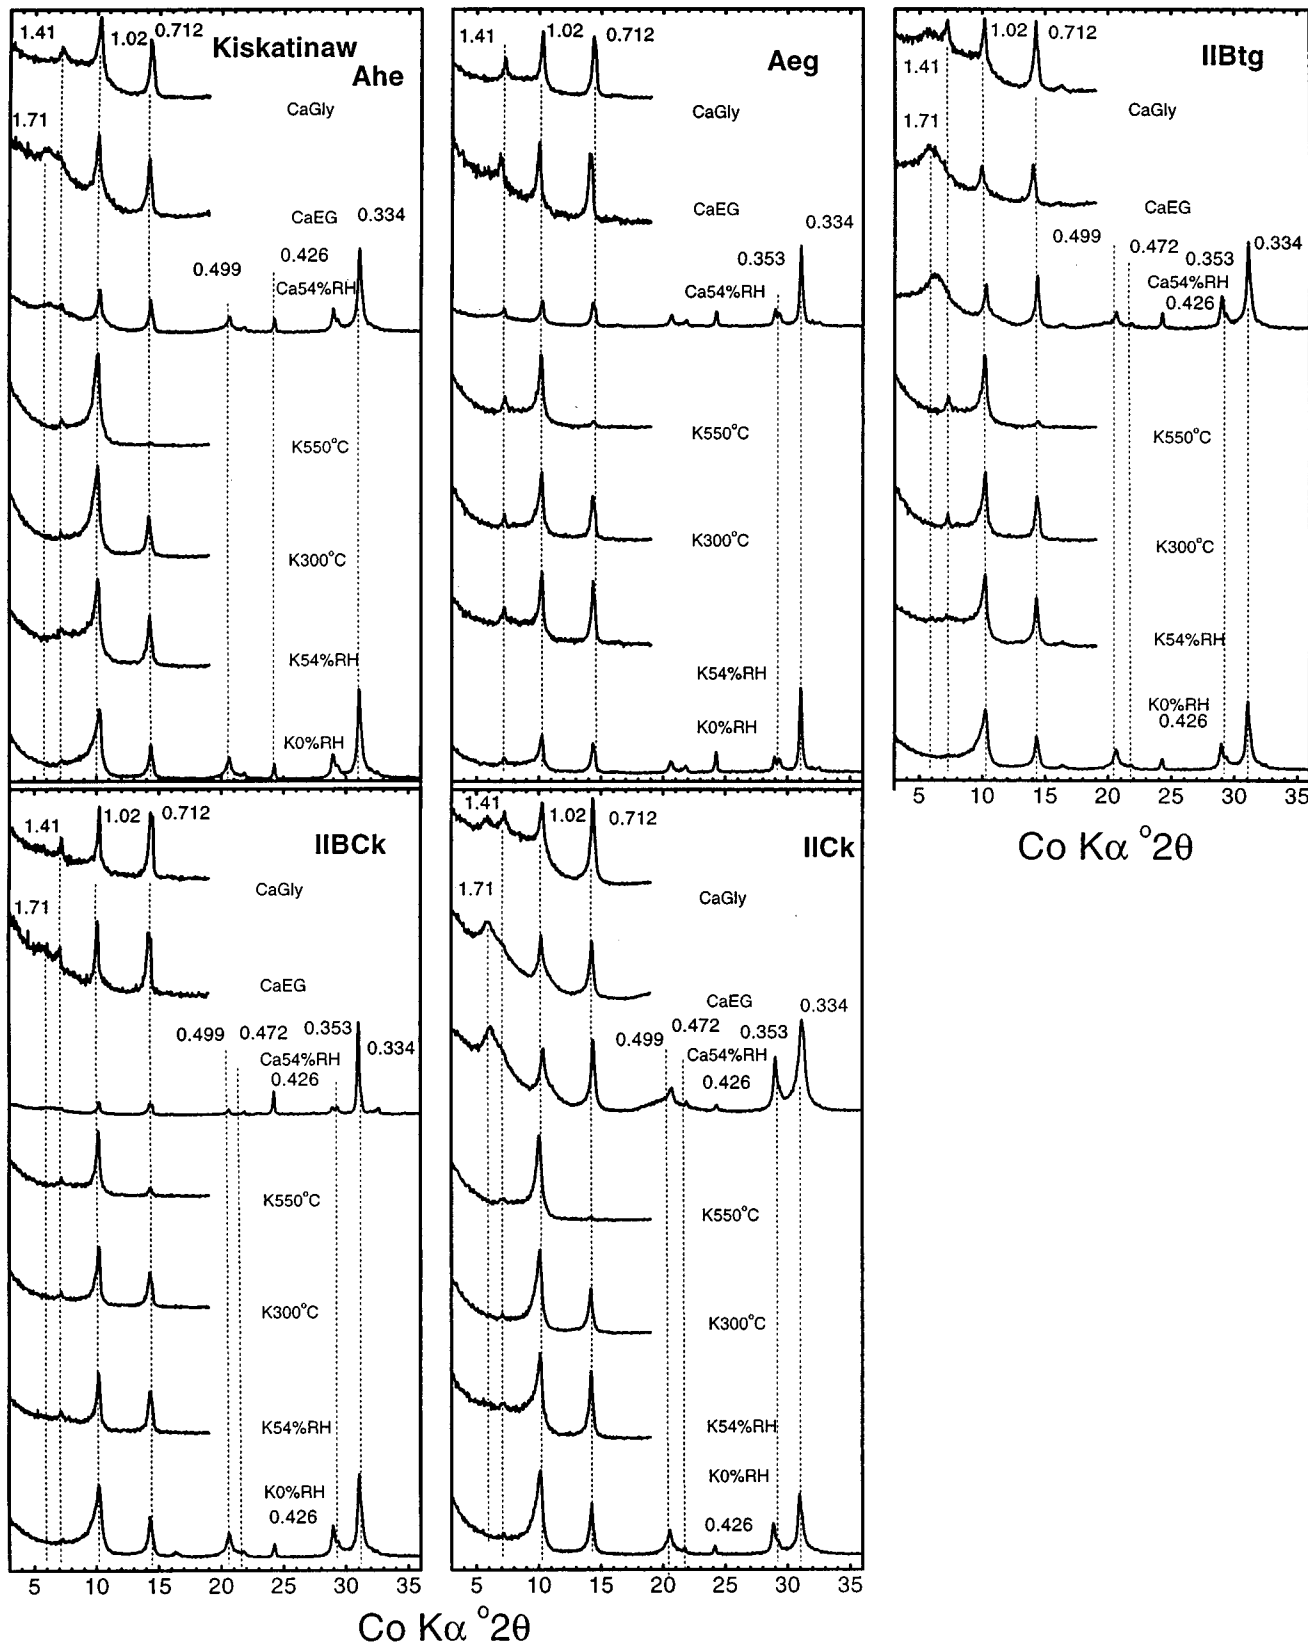 Kiskatinaw
Ahe
1.41
1.02
0.712
CaGly
1.71
CaEG
0.334
0.499
0.426
Ca54%RH
K550°C
K300°C
K54%RH
K0%RH
Aeg
1.41
1.02
0.712
CaGly
CaEG
0.334
0.353
Ca54%RH
K550°C
K300°C
K54%RH
K0%RH
IIBtg
1.02
0.712
1.41
CaGly
1.71
CaEG
0.499
0.472
0.353
0.334
Ca54%RH
0.426
K550°C
K300°C
K54%RH
K0%RH
0.426
5 10 15 20 25 30 35
Co Kα °2θ
IIBCk
1.41
1.02
0.712
CaGly
1.71
CaEG
0.499
0.472
0.353
0.334
Ca54%RH
0.426
K550°C
K300°C
K54%RH
K0%RH
0.426
5 10 15 20 25 30 35
IICk
1.41
1.02
0.712
CaGly
1.71
CaEG
0.334
0.499
0.472
0.353
Ca54%RH
0.426
K550°C
K300°C
K54%RH
K0%RH
0.426
5 10 15 20 25 30 35
Co Kα °2θ